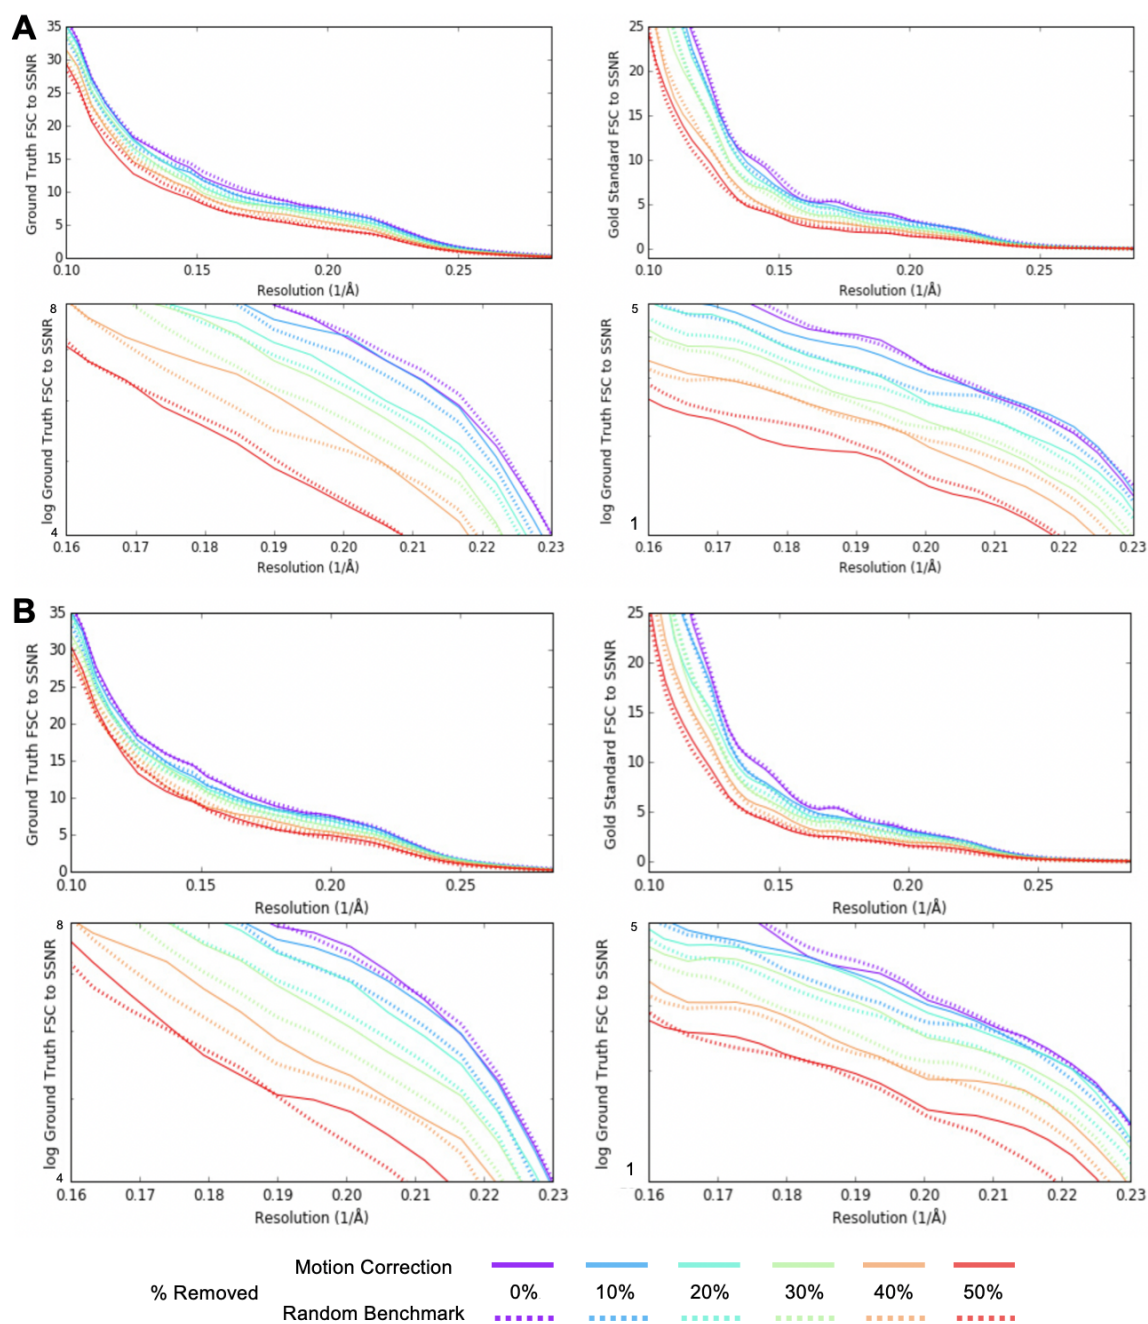 A
Ground Truth FSC to SSNR
35
30
25
20
15
10
5
0
0.10 0.15 0.20 0.25
Resolution (1/Å)
Gold Standard FSC to SSNR
25
20
15
10
5
0
0.10 0.15 0.20 0.25
Resolution (1/Å)
log Ground Truth FSC to SSNR
8
4
0.16 0.17 0.18 0.19 0.20 0.21 0.22 0.23
Resolution (1/Å)
log Ground Truth FSC to SSNR
5
1
0.16 0.17 0.18 0.19 0.20 0.21 0.22 0.23
Resolution (1/Å)
B
Ground Truth FSC to SSNR
35
30
25
20
15
10
5
0
0.10 0.15 0.20 0.25
Resolution (1/Å)
Gold Standard FSC to SSNR
25
20
15
10
5
0
0.10 0.15 0.20 0.25
Resolution (1/Å)
log Ground Truth FSC to SSNR
8
4
0.16 0.17 0.18 0.19 0.20 0.21 0.22 0.23
Resolution (1/Å)
log Ground Truth FSC to SSNR
5
1
0.16 0.17 0.18 0.19 0.20 0.21 0.22 0.23
Resolution (1/Å)
Motion Correction
% Removed 0% 10% 20% 30% 40% 50%
Random Benchmark